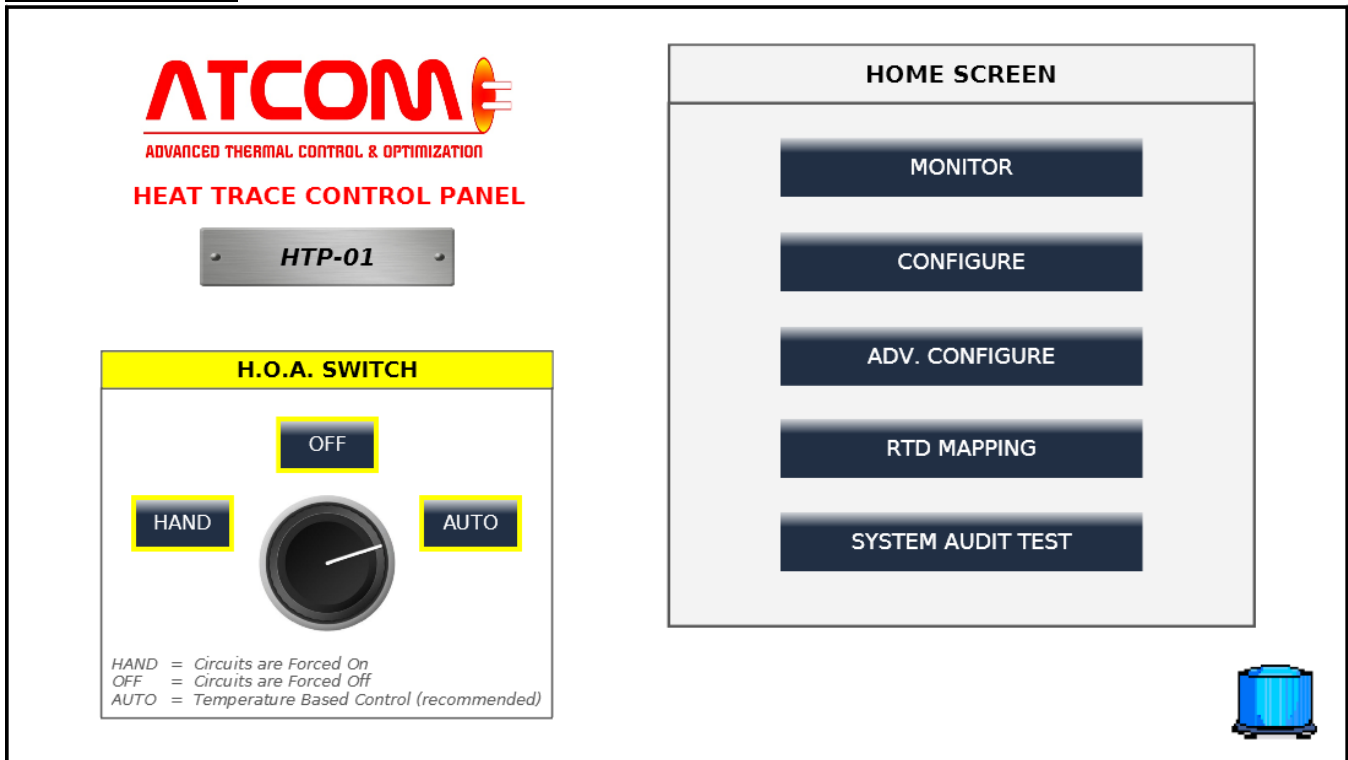 ATCOM
ADVANCED THERMAL CONTROL & OPTIMIZATION
HEAT TRACE CONTROL PANEL
HTP-01
H.O.A. SWITCH
OFF
HAND
AUTO
HAND = Circuits are Forced On
OFF = Circuits are Forced Off
AUTO = Temperature Based Control (recommended)
HOME SCREEN
MONITOR
CONFIGURE
ADV. CONFIGURE
RTD MAPPING
SYSTEM AUDIT TEST